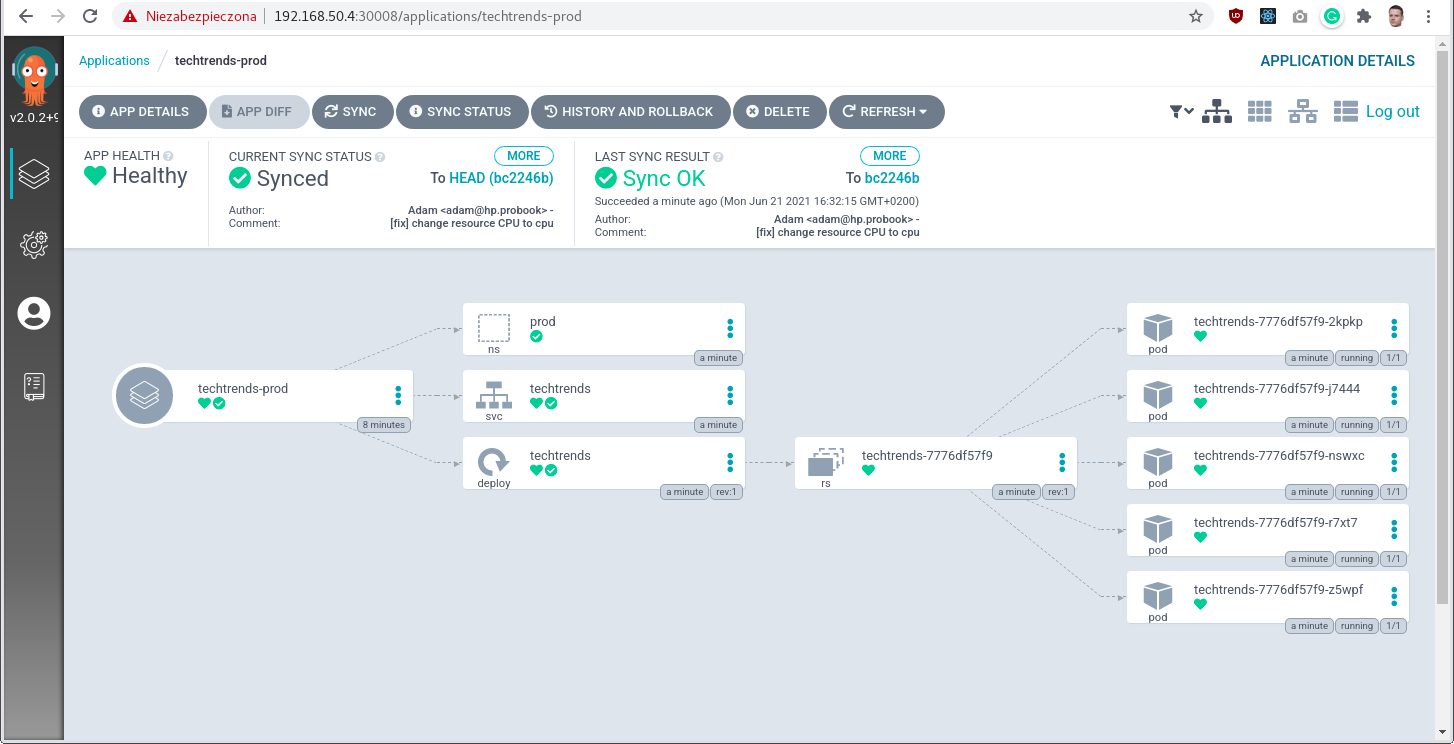 Niezabezpieczona 192.168.50.4:30008/applications/techtrends-prod
v2.0.2+9
Applications / techtrends-prod
APPLICATION DETAILS
APP DETAILS APP DIFF SYNC SYNC STATUS HISTORY AND ROLLBACK DELETE REFRESH
Log out
APP HEALTH
Healthy
CURRENT SYNC STATUS MORE
Synced To HEAD (bc2246b)
Author: Adam <adam@hp.probook> -
Comment: [fix] change resource CPU to cpu
LAST SYNC RESULT MORE
Sync OK To bc2246b
Succeeded a minute ago (Mon Jun 21 2021 16:32:15 GMT+0200)
Author: Adam <adam@hp.probook> -
Comment: [fix] change resource CPU to cpu
techtrends-prod
8 minutes
prod
ns
a minute
techtrends
svc
a minute
techtrends
deploy
a minute rev:1
techtrends-7776df57f9
rs
a minute rev:1
techtrends-7776df57f9-2kpkp
pod
a minute running 1/1
techtrends-7776df57f9-j7444
pod
a minute running 1/1
techtrends-7776df57f9-nswxc
pod
a minute running 1/1
techtrends-7776df57f9-r7xt7
pod
a minute running 1/1
techtrends-7776df57f9-z5wpf
pod
a minute running 1/1